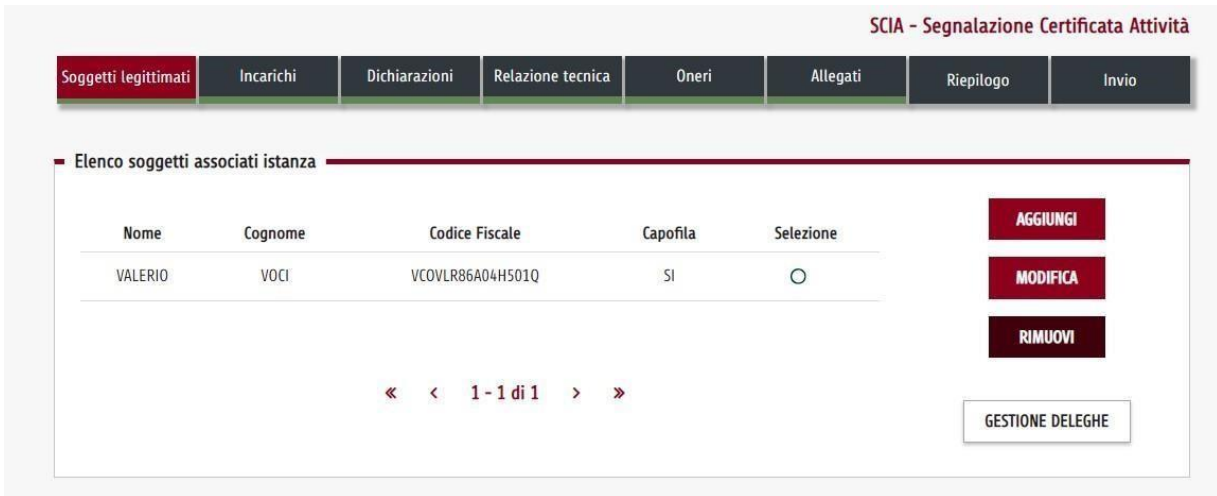 SCIA - Segnalazione Certificata Attività
Soggetti legittimati Incarichi Dichiarazioni Relazione tecnica Oneri Allegati Riepilogo Invio
Elenco soggetti associati istanza
Nome Cognome Codice Fiscale Capofila Selezione
VALERIO VOCI VCOVLR86A04H501Q SI
AGGIUNGI
MODIFICA
RIMUOVI
« < 1 - 1 di 1 > »
GESTIONE DELEGHE